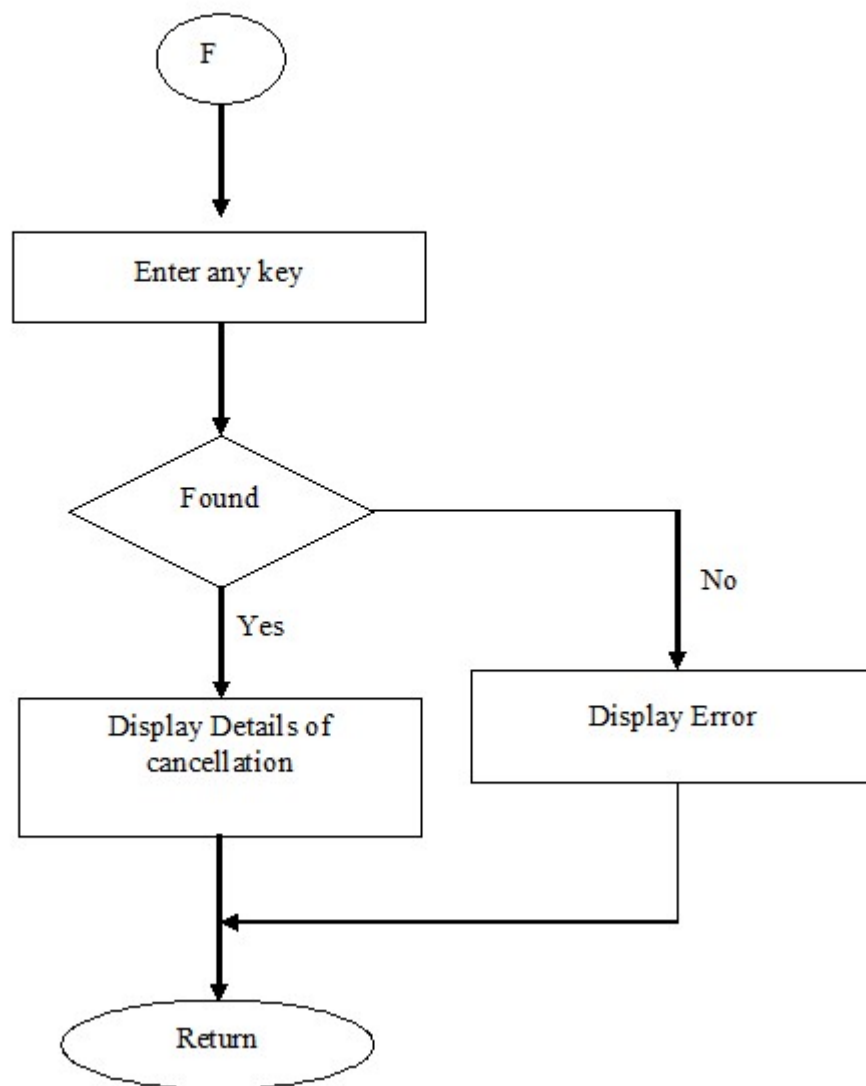 F
Enter any key
Found
No
Yes
Display Details of
cancellation
Display Error
Return